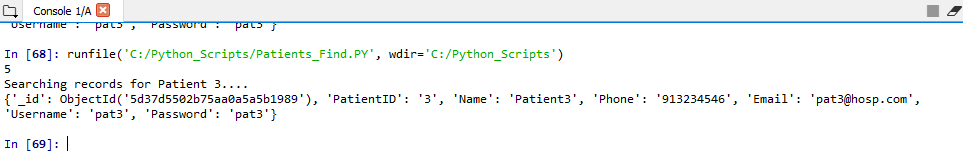 Console 1/A
'Username': 'pat3', 'Password': 'pat3'}
In [68]: runfile('C:/Python_Scripts/Patients_Find.PY', wdir='C:/Python_Scripts')
5
Searching records for Patient 3....
{'_id': ObjectId('5d37d5502b75aa0a5a5b1989'), 'PatientID': '3', 'Name': 'Patient3', 'Phone': '913234546', 'Email': 'pat3@hosp.com',
'Username': 'pat3', 'Password': 'pat3'}
In [69]: